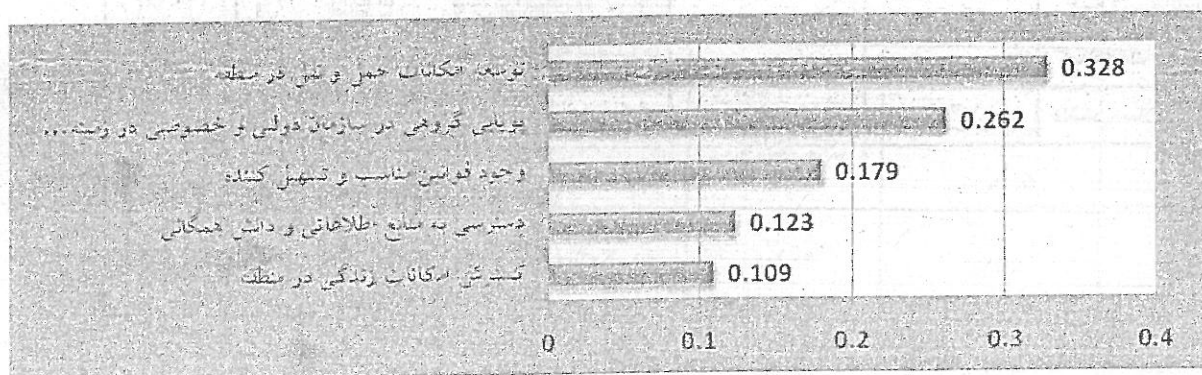 توسعه امکانات حمل و نقل در منطقه
0.328
پویایی گروهی در سازمان دولتی و خصوصی در ...
0.262
وجود قوانین مناسب و تسهیل کننده
0.179
دسترسی به منابع اطلاعاتی و دانش همگانی
0.123
گسترش امکانات زندگی در منطقه
0.109
0 0.1 0.2 0.3 0.4